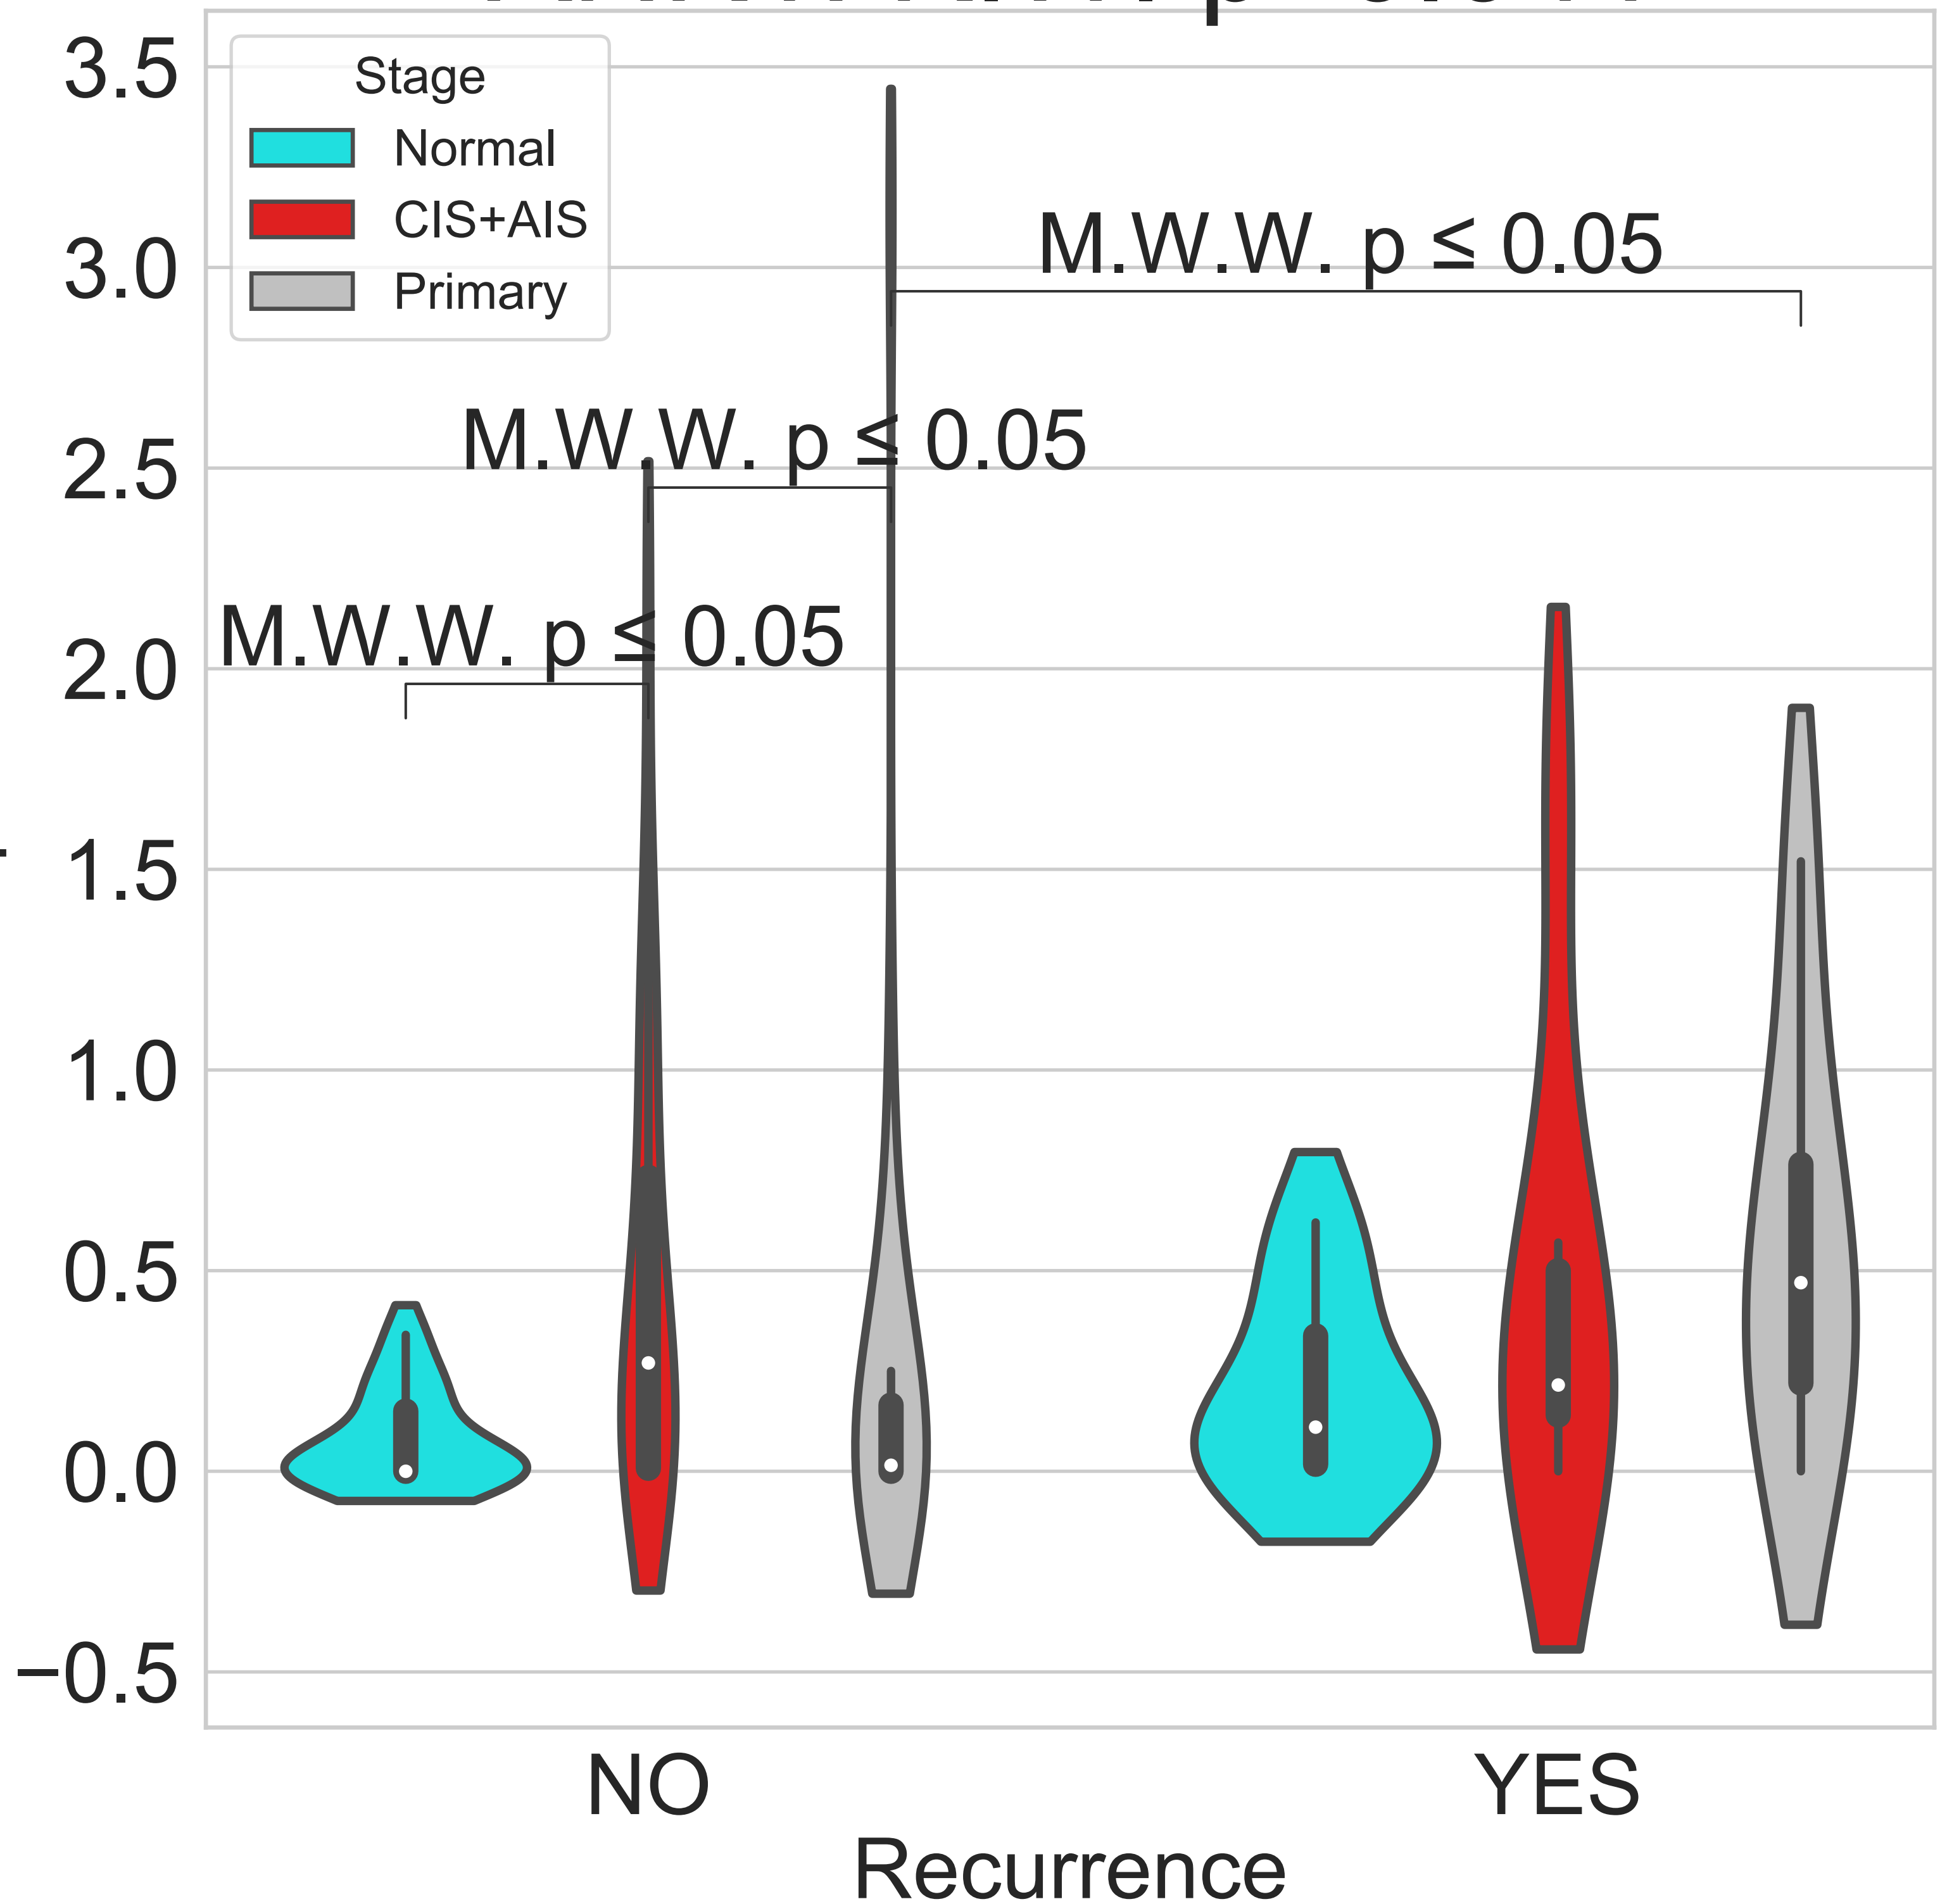 3.5
3.0
2.5
2.0
1.5
1.0
0.5
0.0
−0.5
Stage
Normal
CIS+AIS
Primary
M.W.W. p ≤ 0.05
M.W.W. p ≤ 0.05
M.W.W. p ≤ 0.05
NO
YES
Recurrence